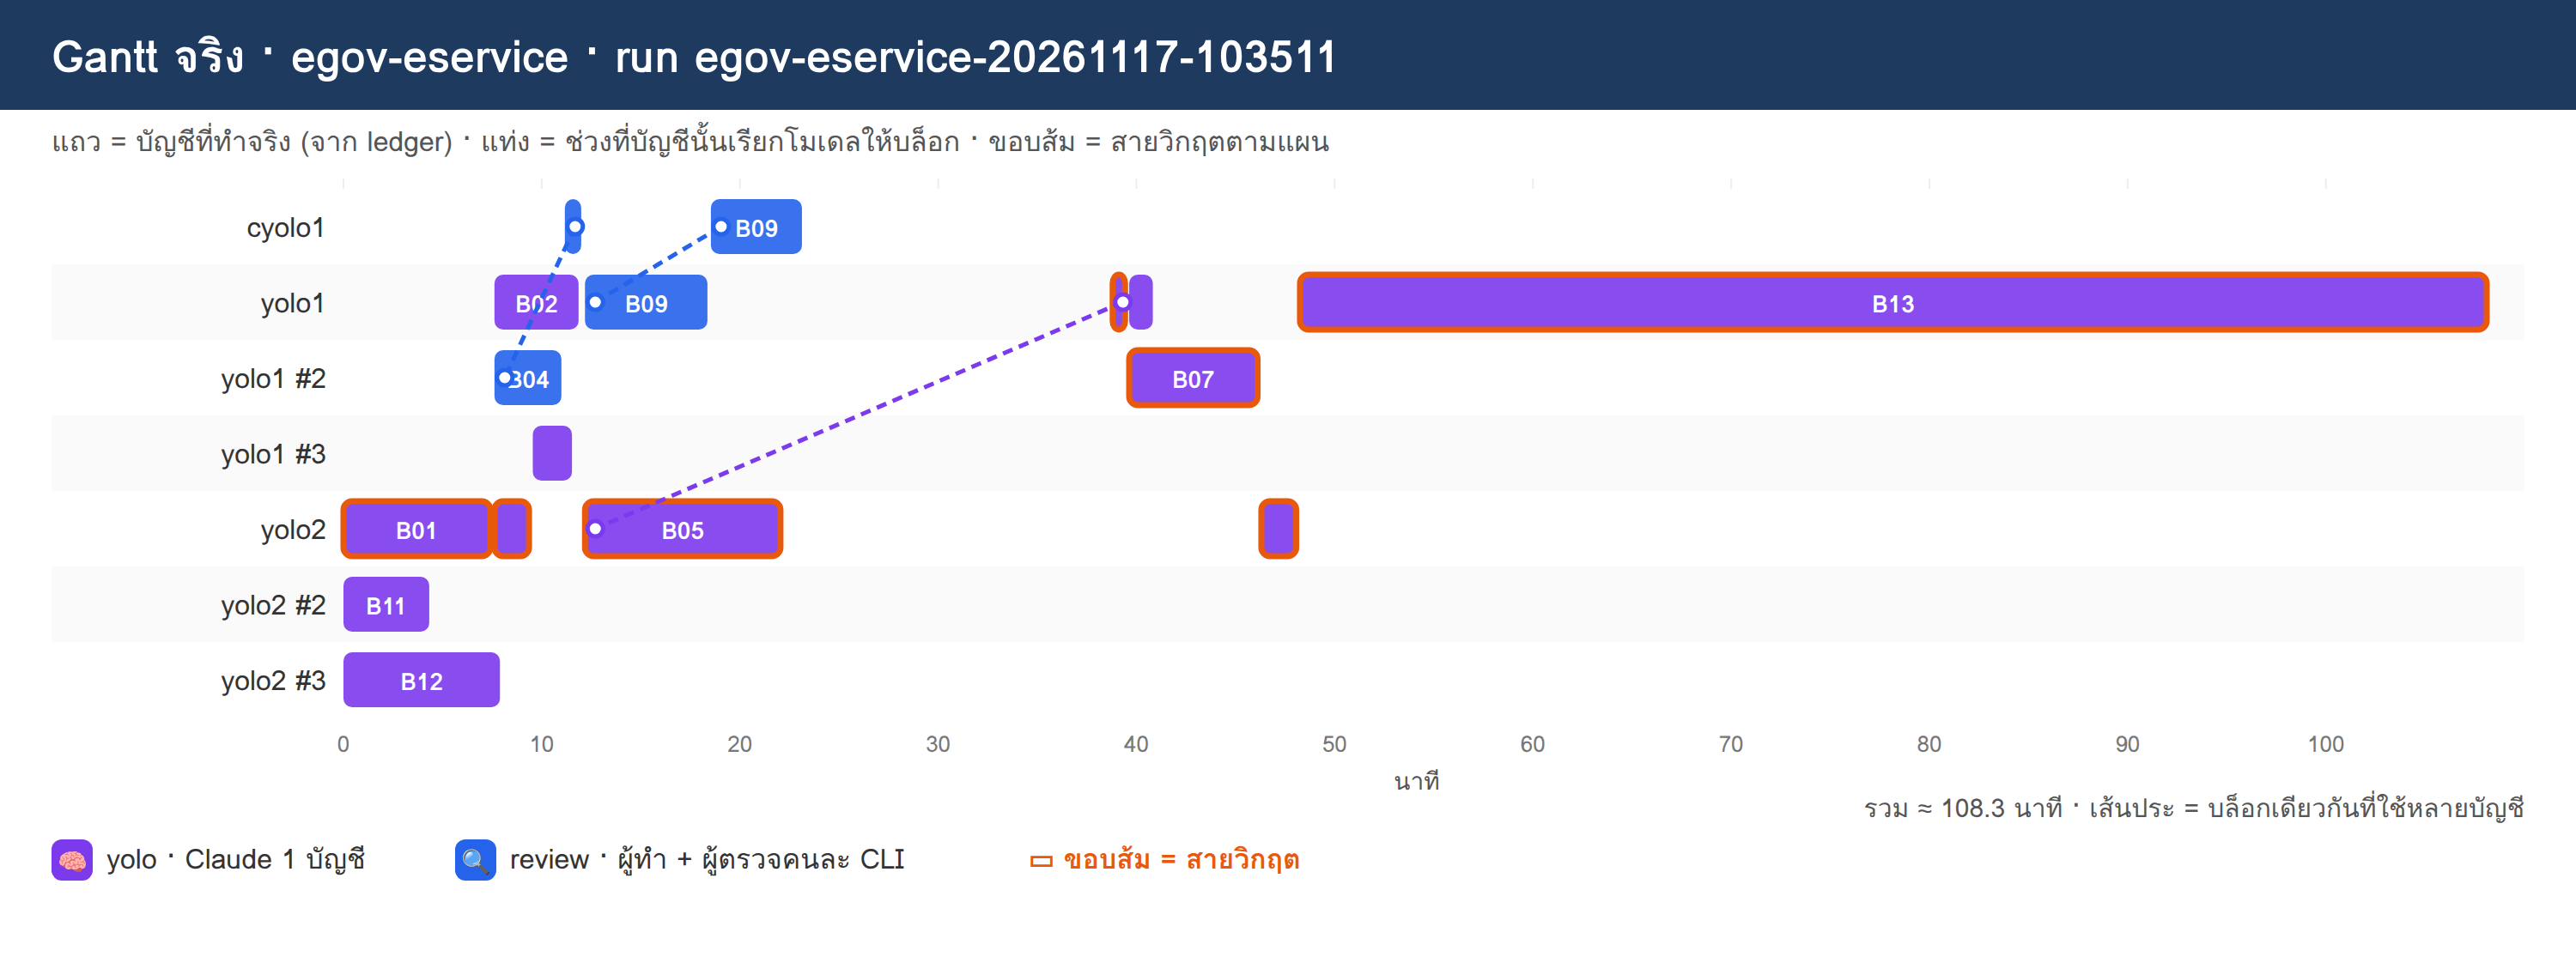 Gantt จริง · egov-eservice · run egov-eservice-20261117-103511
แถว = บัญชีที่ทำจริง (จาก ledger) · แท่ง = ช่วงที่บัญชีนั้นเรียกโมเดลให้บล็อก · ขอบส้ม = สายวิกฤตตามแผน
cyolo1 B09
yolo1 B02 B09 B13
yolo1 #2 B04 B07
yolo1 #3
yolo2 B01 B05
yolo2 #2 B11
yolo2 #3 B12
0 10 20 30 40 50 60 70 80 90 100
นาที
รวม ≈ 108.3 นาที · เส้นประ = บล็อกเดียวกันที่ใช้หลายบัญชี
yolo · Claude 1 บัญชี review · ผู้ทำ + ผู้ตรวจคนละ CLI ▭ ขอบส้ม = สายวิกฤต